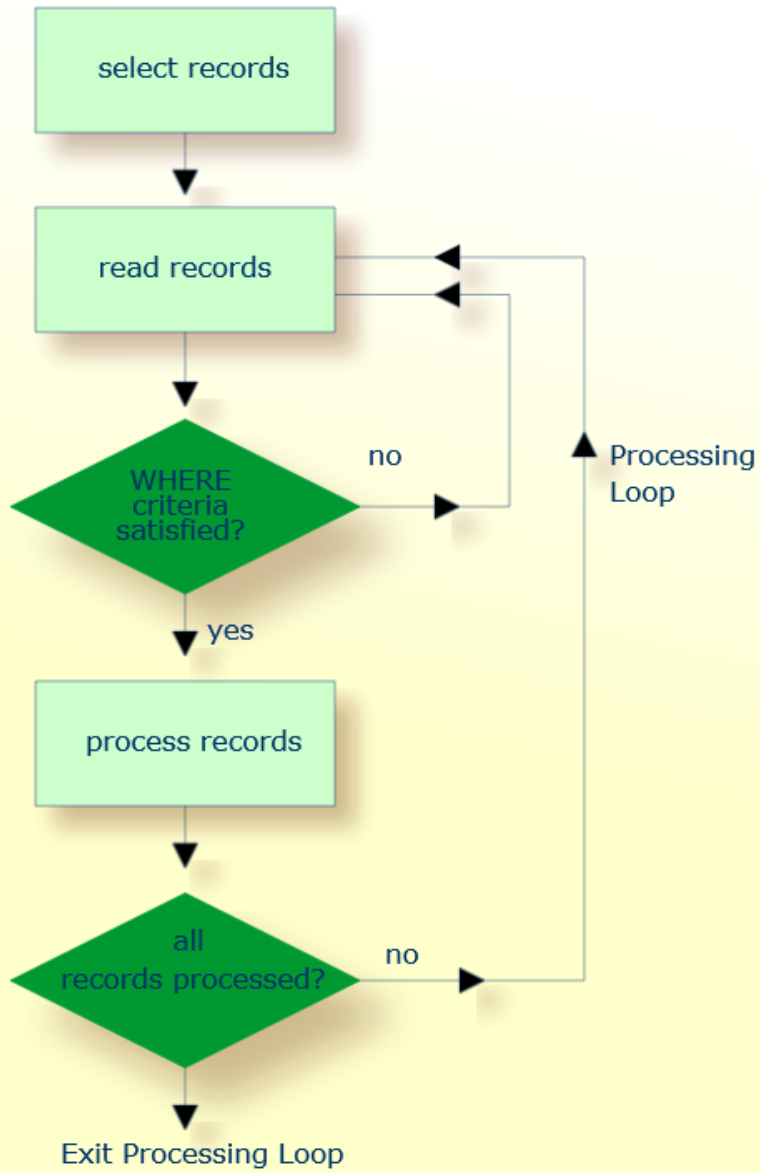 select records
read records
WHERE
criteria
satisfied?
no
Processing
Loop
yes
process records
all
records processed?
no
Exit Processing Loop